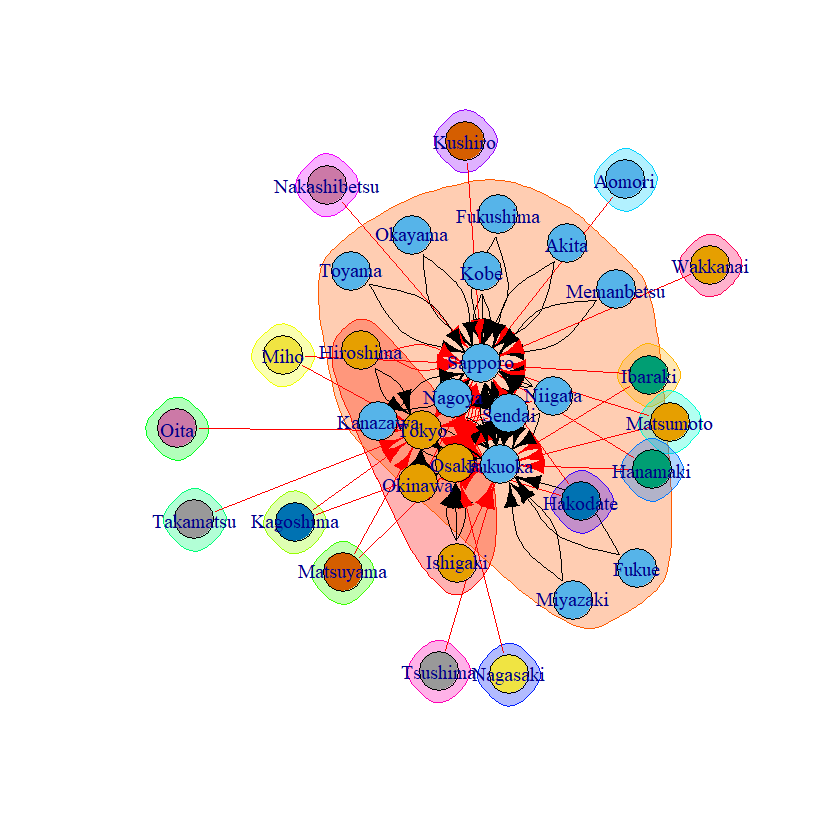 Kushiro
Nakashibetsu
Aomori
Fukushima
Okayama
Akita
Wakkanai
Toyama
Kobe
Memanbetsu
Hiroshima
Miho
Sapporo
Ibaraki
Nagoya
Niigata
Sendai
Kanazawa
Matsumoto
Tokyo
Oita
Osaka
Fukuoka
Hanamaki
Okinawa
Hakodate
Takamatsu
Kagoshima
Ishigaki
Matsuyama
Fukue
Miyazaki
Tsushima
Nagasaki